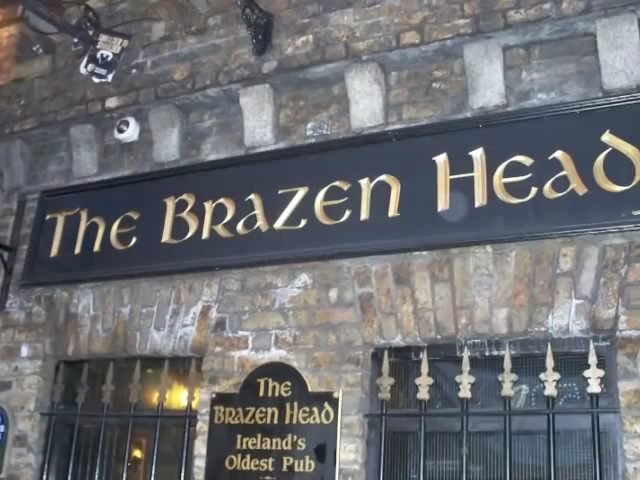 The Brazen Head
The
Brazen Head
Ireland's
Oldest Pub